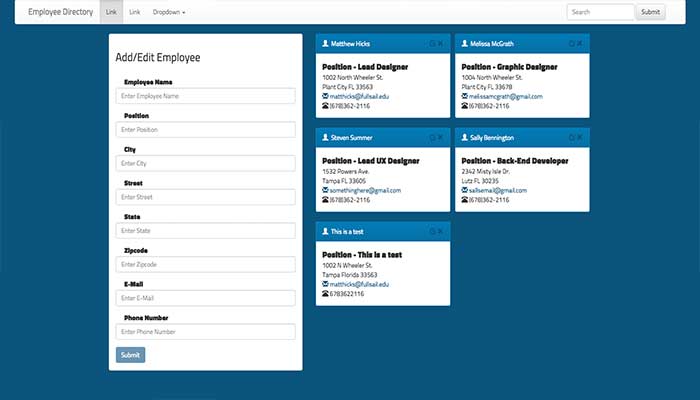 Employee Directory
Link
Link
Dropdown
Search
Submit
Add/Edit Employee
Employee Name
Enter Employee Name
Position
Enter Position
City
Enter City
Street
Enter Street
State
Enter State
Zipcode
Enter Zipcode
E-Mail
Enter E-Mail
Phone Number
Enter Phone Number
Submit
Matthew Hicks
Position - Lead Designer
1002 North Wheeler St.
Plant City FL 33563
matthicks@fullsail.edu
(678)362-2116
Melissa McGrath
Position - Graphic Designer
1004 North Wheeler St.
Plant City FL 33678
melissamcgrath@gmail.com
(678)362-2116
Steven Summer
Position - Lead UX Designer
1532 Powers Ave.
Tampa FL 33605
somethinghere@gmail.com
(678)362-2116
Sally Bennington
Position - Back-End Developer
2342 Misty Isle Dr.
Lutz FL 30235
sallsemail@gmail.com
(678)362-2116
This is a test
Position - This is a test
1002 N Wheeler St.
Tampa Florida 33563
matthicks@fullsail.edu
6783622116